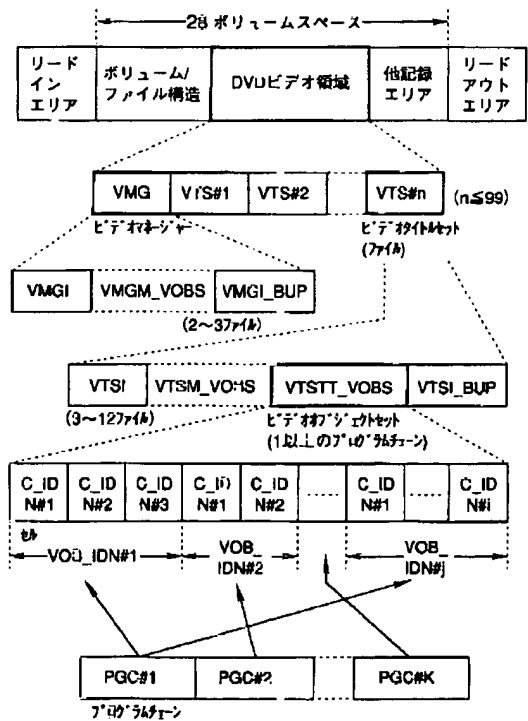 28 ボリュームスペース
リード
イン
エリア
ボリューム/
ファイル構造
DVDビデオ領域
他記録
エリア
リード
アウト
エリア
VMG
VTS#1
VTS#2
VTS#n
(n≦99)
ビデオマネージャー
ビデオタイトルセット
(ファイル)
VMGI
VMGM_VOBS
VMGI_BUP
(2～3ファイル)
VTSI
VTSM_VOBS
VTSTT_VOBS
VTSI_BUP
(3～12ファイル)
ビデオオブジェクトセット
(1以上のプログラムチェーン)
C_ID
N#1
C_ID
N#2
C_ID
N#3
C_ID
N#1
C_ID
N#2
C_ID
N#1
C_ID
N#i
セル
VOB_IDN#1
VOB_
IDN#2
VOB_
IDN#j
PGC#1
PGC#2
PGC#K
プログラムチェーン